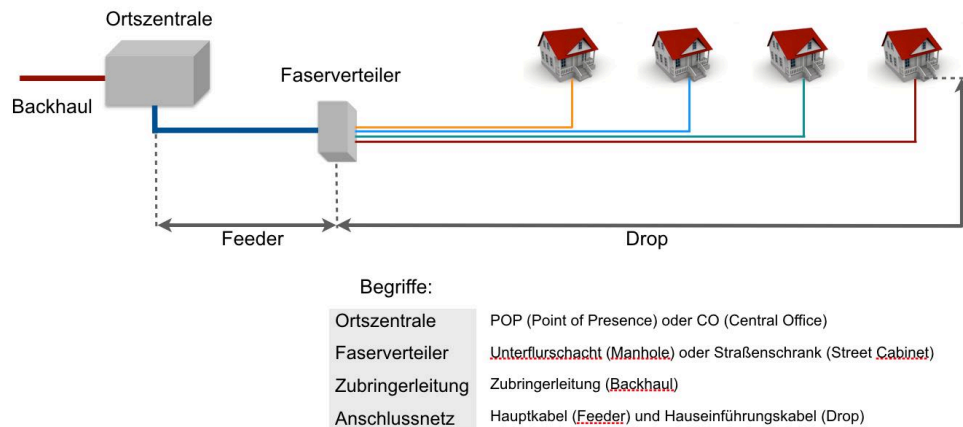 Ortszentrale
Backhaul
Faserverteiler
Feeder
Drop
Begriffe:
Ortszentrale POP (Point of Presence) oder CO (Central Office)
Faserverteiler Unterflurschacht (Manhole) oder Straßenschrank (Street Cabinet)
Zubringerleitung Zubringerleitung (Backhaul)
Anschlussnetz Hauptkabel (Feeder) und Hauseinführungskabel (Drop)